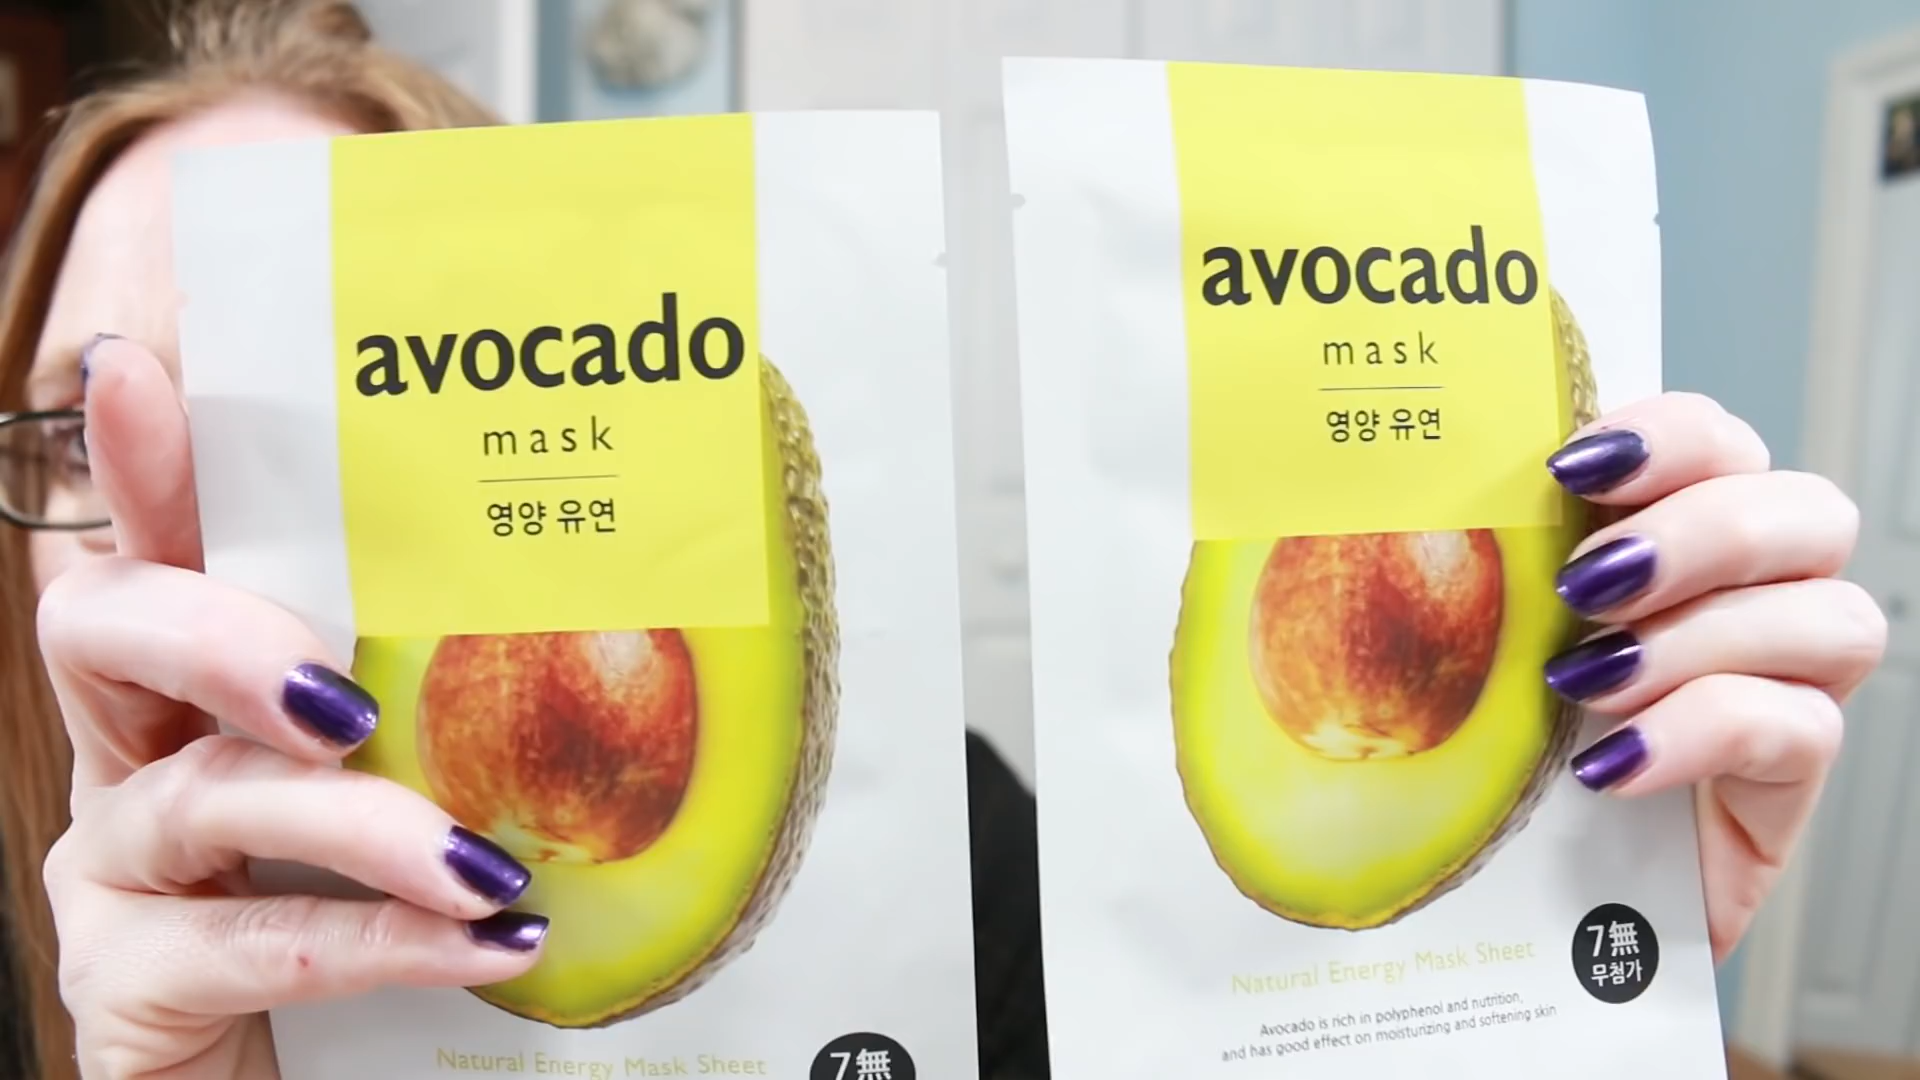 avocado
mask
영양 유연
Natural Energy Mask Sheet
7無
avocado
mask
영양 유연
Natural Energy Mask Sheet
Avocado is rich in polyphenol and nutrition,
and has good effect on moisturizing and softening skin
7無
무첨가